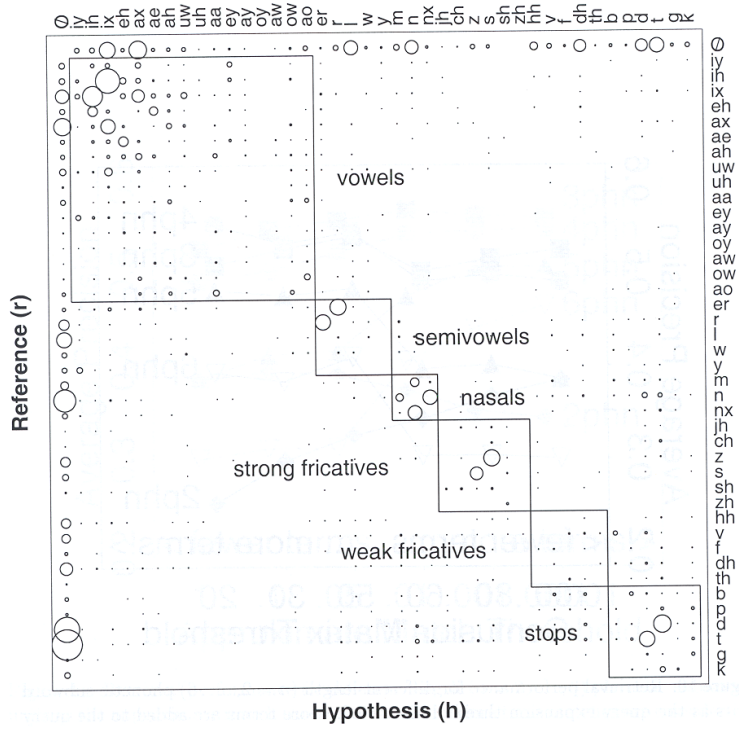 ∅ iy ih ix eh ax ae ah uw uh aa ey ay oy aw ow ao er r l w y m n nx jh ch z s sh zh hh v f dh th b p d t g k
∅
iy
ih
ix
eh
ax
ae
ah
uw
uh
aa
ey
ay
oy
aw
ow
ao
er
r
l
w
y
m
n
nx
jh
ch
z
s
sh
zh
hh
v
f
dh
th
b
p
d
t
g
k
vowels
semivowels
nasals
strong fricatives
weak fricatives
stops
Reference (r)
Hypothesis (h)